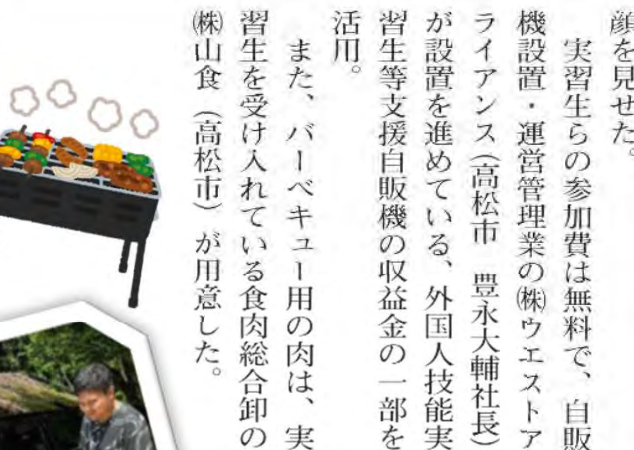 顔を見せた。
実習生らの参加費は無料で、自販
機設置・運営管理業の㈱ウエストア
ライアンス(高松市 豊永大輔社長)
が設置を進めている、外国人技能実
習生等支援自販機の収益金の一部を
活用。
また、バーベキュー用の肉は、実
習生を受け入れている食肉総合卸の
㈱山食(高松市)が用意した。